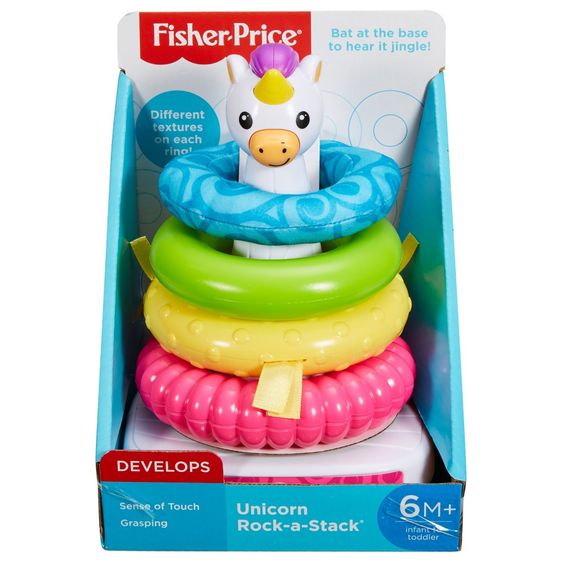 Fisher-Price®
Bat at the base
to hear it jingle!
Different
textures
on each
ring!
DEVELOPS
Sense of Touch
Grasping
Unicorn
Rock-a-Stack®
6M+
infant
toddler